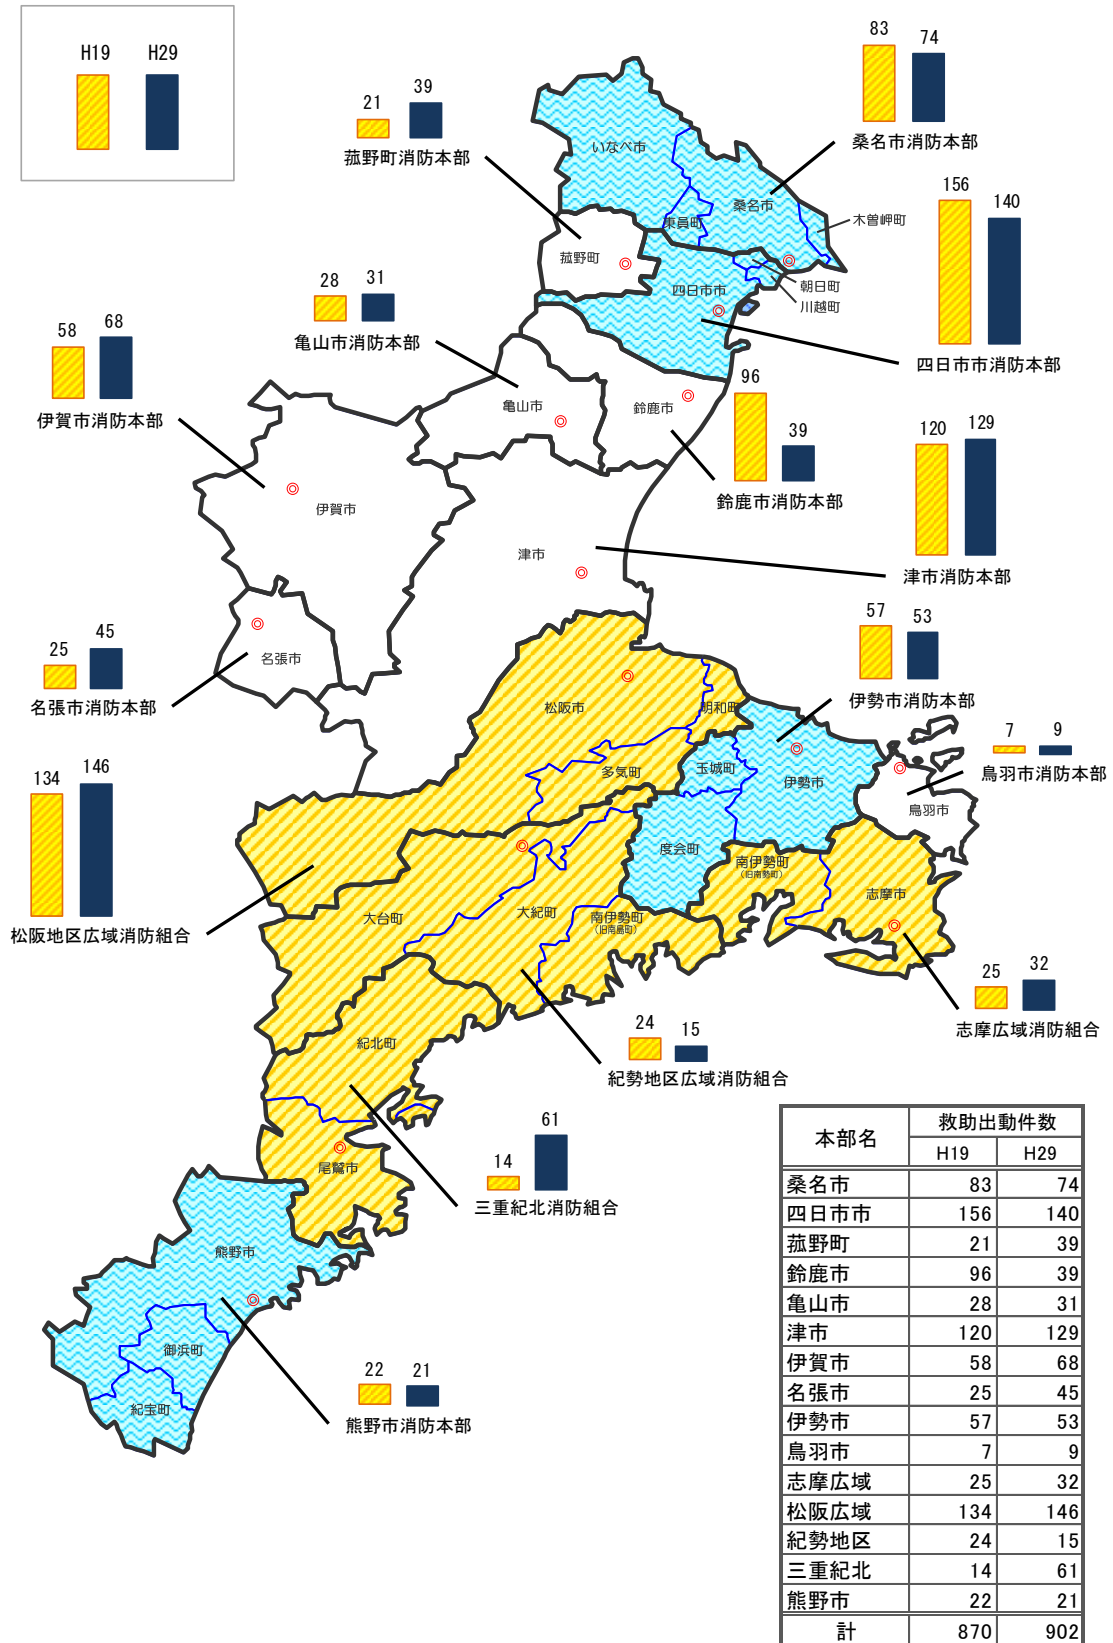 H19 H29
83 74
桑名市消防本部
21 39
菰野町消防本部
いなべ市
桑名市
東員町
木曽岬町
156 140
四日市市消防本部
菰野町
朝日町
川越町
四日市市
28 31
亀山市消防本部
58 68
伊賀市消防本部
亀山市
鈴鹿市
96 39
鈴鹿市消防本部
120 129
津市消防本部
伊賀市
津市
25 45
名張市消防本部
名張市
57 53
伊勢市消防本部
松阪市
明和町
7 9
鳥羽市消防本部
多気町
玉城町
伊勢市
鳥羽市
134 146
松阪地区広域消防組合
度会町
南伊勢町
(旧南勢町)
志摩市
大台町
大紀町
南伊勢町
(旧南島町)
25 32
志摩広域消防組合
24 15
紀勢地区広域消防組合
紀北町
14 61
三重紀北消防組合
尾鷲市
熊野市
御浜町
紀宝町
22 21
熊野市消防本部
本部名 救助出動件数
H19 H29
桑名市 83 74
四日市市 156 140
菰野町 21 39
鈴鹿市 96 39
亀山市 28 31
津市 120 129
伊賀市 58 68
名張市 25 45
伊勢市 57 53
鳥羽市 7 9
志摩広域 25 32
松阪広域 134 146
紀勢地区 24 15
三重紀北 14 61
熊野市 22 21
計 870 902